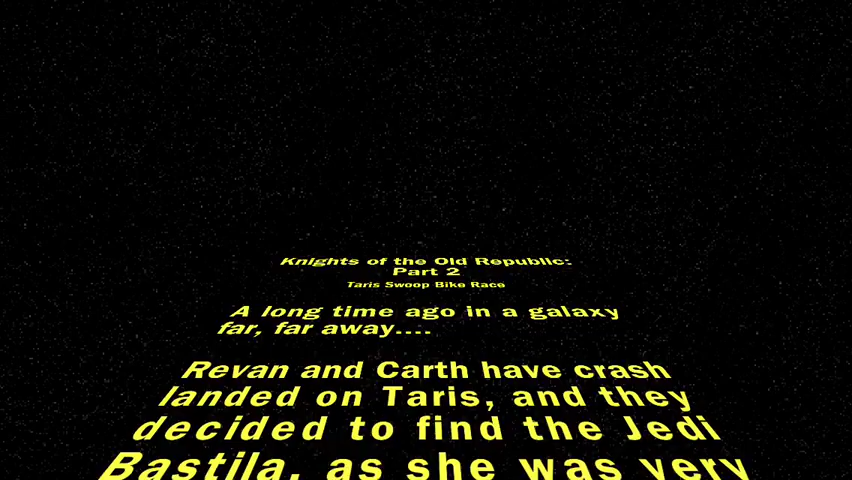 Knights of the Old Republic:
Part 2
Taris Swoop Bike Race
A long time ago in a galaxy
far, far away....
Revan and Carth have crash
landed on Taris, and they
decided to find the Jedi
Bastila, as she was very